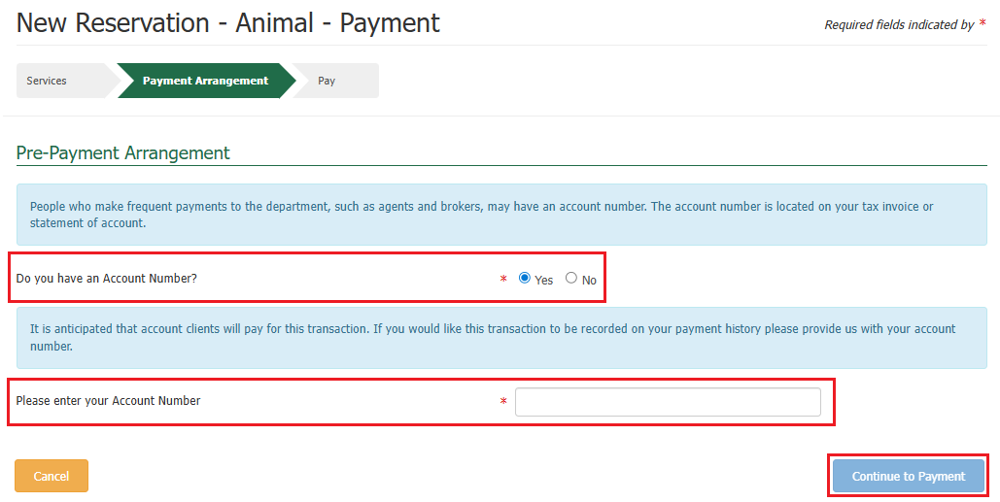 New Reservation - Animal - Payment
Required fields indicated by *
Services
Payment Arrangement
Pay
Pre-Payment Arrangement
People who make frequent payments to the department, such as agents and brokers, may have an account number. The account number is located on your tax invoice or
statement of account.
Do you have an Account Number? * Yes No
It is anticipated that account clients will pay for this transaction. If you would like this transaction to be recorded on your payment history please provide us with your account
number.
Please enter your Account Number *
Cancel
Continue to Payment